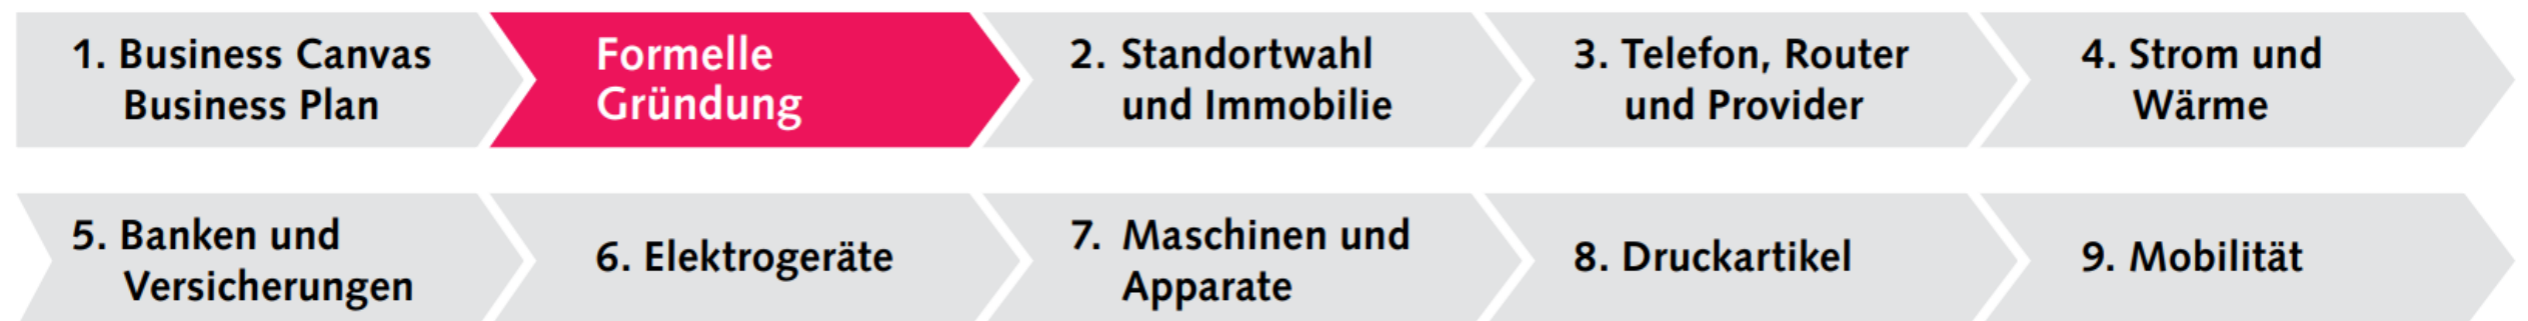 1. Business Canvas
Business Plan
Formelle
Gründung
2. Standortwahl
und Immobilie
3. Telefon, Router
und Provider
4. Strom und
Wärme
5. Banken und
Versicherungen
6. Elektrogeräte
7. Maschinen und
Apparate
8. Druckartikel
9. Mobilität